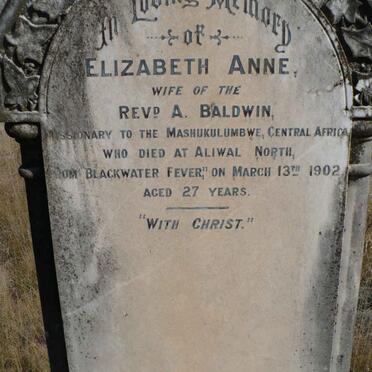 In Loving Memory
of
ELIZABETH ANNE,
WIFE OF THE
REVD A. BALDWIN,
MISSIONARY TO THE MASHUKULUMBWE, CENTRAL AFRICA
WHO DIED AT ALIWAL NORTH,
FROM "BLACKWATER FEVER," ON MARCH 13TH 1902
AGED 27 YEARS.
"WITH CHRIST."